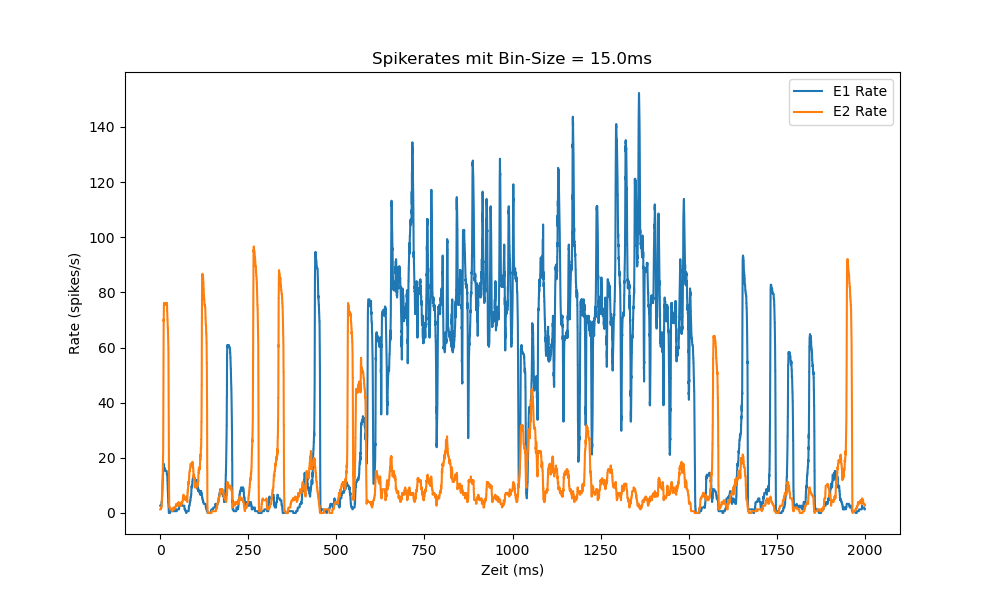 Spikerates mit Bin-Size = 15.0ms
E1 Rate
E2 Rate
Rate (spikes/s)
140
120
100
80
60
40
20
0
0 250 500 750 1000 1250 1500 1750 2000
Zeit (ms)